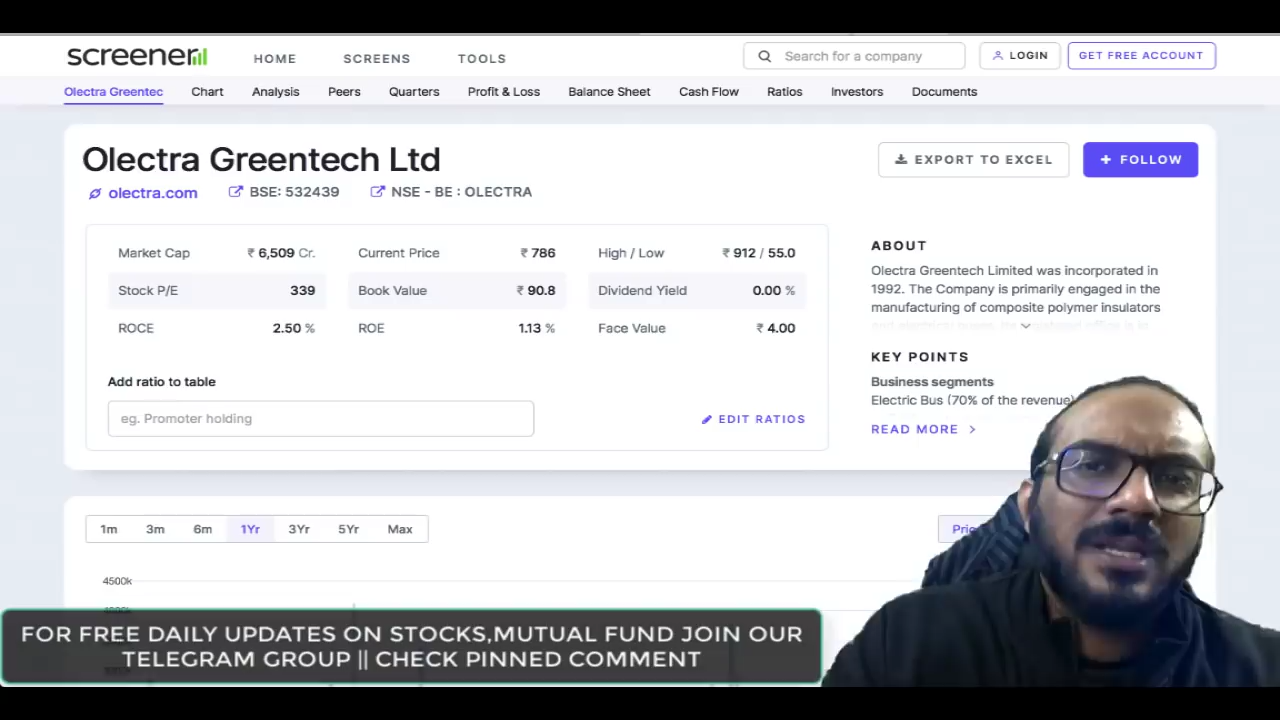 screener
HOME SCREENS TOOLS
Search for a company
LOGIN
GET FREE ACCOUNT
Olectra Greentec Chart Analysis Peers Quarters Profit & Loss Balance Sheet Cash Flow Ratios Investors Documents
Olectra Greentech Ltd
EXPORT TO EXCEL
+ FOLLOW
olectra.com BSE: 532439 NSE - BE : OLECTRA
Market Cap ₹ 6,509 Cr. Current Price ₹ 786 High / Low ₹ 912 / 55.0
Stock P/E 339 Book Value ₹ 90.8 Dividend Yield 0.00 %
ROCE 2.50 % ROE 1.13 % Face Value ₹ 4.00
Add ratio to table
eg. Promoter holding
EDIT RATIOS
ABOUT
Olectra Greentech Limited was incorporated in
1992. The Company is primarily engaged in the
manufacturing of composite polymer insulators
KEY POINTS
Business segments
Electric Bus (70% of the revenue)
READ MORE
1m 3m 6m 1Yr 3Yr 5Yr Max
4500k
FOR FREE DAILY UPDATES ON STOCKS,MUTUAL FUND JOIN OUR
TELEGRAM GROUP || CHECK PINNED COMMENT